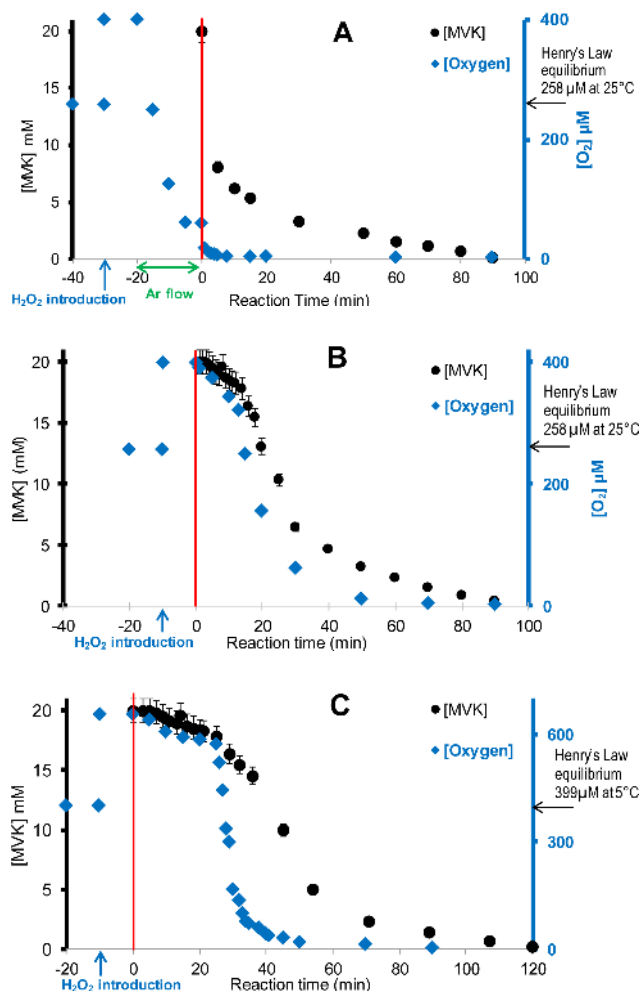 A
[MVK]
[Oxygen]
Henry's Law
equilibrium
258 µM at 25°C
[MVK] mM
[O₂] µM
20
15
10
5
0
400
200
0
-40 -20 0 20 40 60 80 100
H₂O₂ introduction
Ar flow
Reaction Time (min)
B
[MVK]
[Oxygen]
Henry's Law
equilibrium
258 µM at 25°C
[MVK] (mM)
[O₂] µM
20
15
10
5
0
400
200
0
-40 -20 0 20 40 60 80 100
H₂O₂ introduction
Reaction time (min)
C
[MVK]
[Oxygen]
Henry's Law
equilibrium
399µM at 5°C
[MVK] mM
20
15
10
5
0
600
300
0
-20 0 20 40 60 80 100 120
H₂O₂ introduction
Reaction time (min)